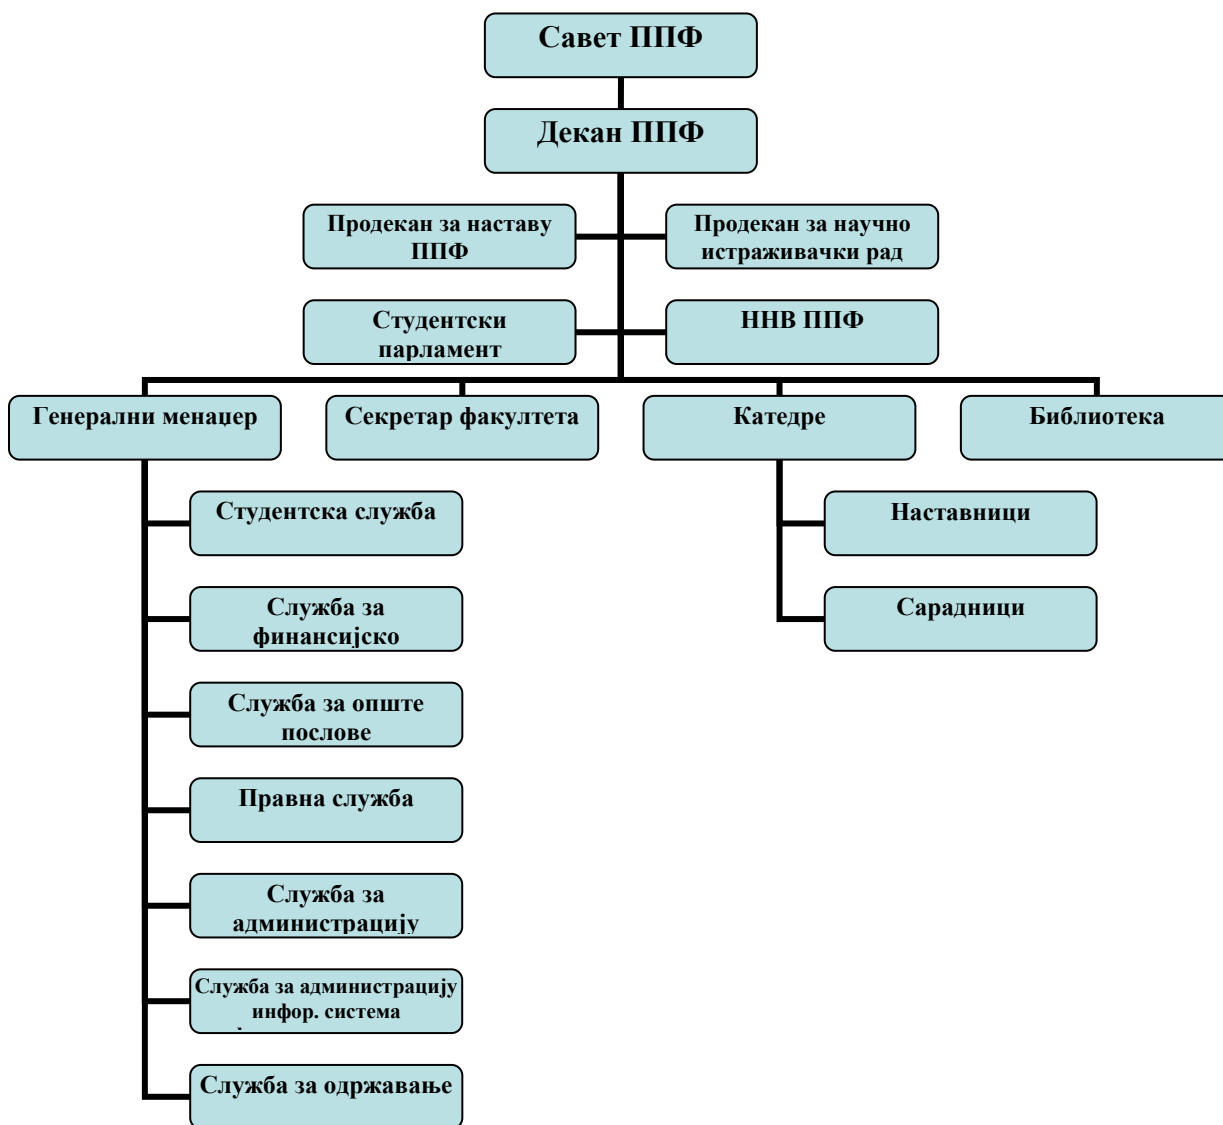 Савет ППФ
Декан ППФ
Продекан за наставу
ППФ
Продекан за научно
истраживачки рад
Студентски
парламент
ННВ ППФ
Генерални менаџер
Секретар факултета
Катедре
Библиотека
Студентска служба
Наставници
Служба за
финансијско
Сарадници
Служба за опште
послове
Правна служба
Служба за
администрацију
Служба за администрацију
инфор. система
Служба за одржавање